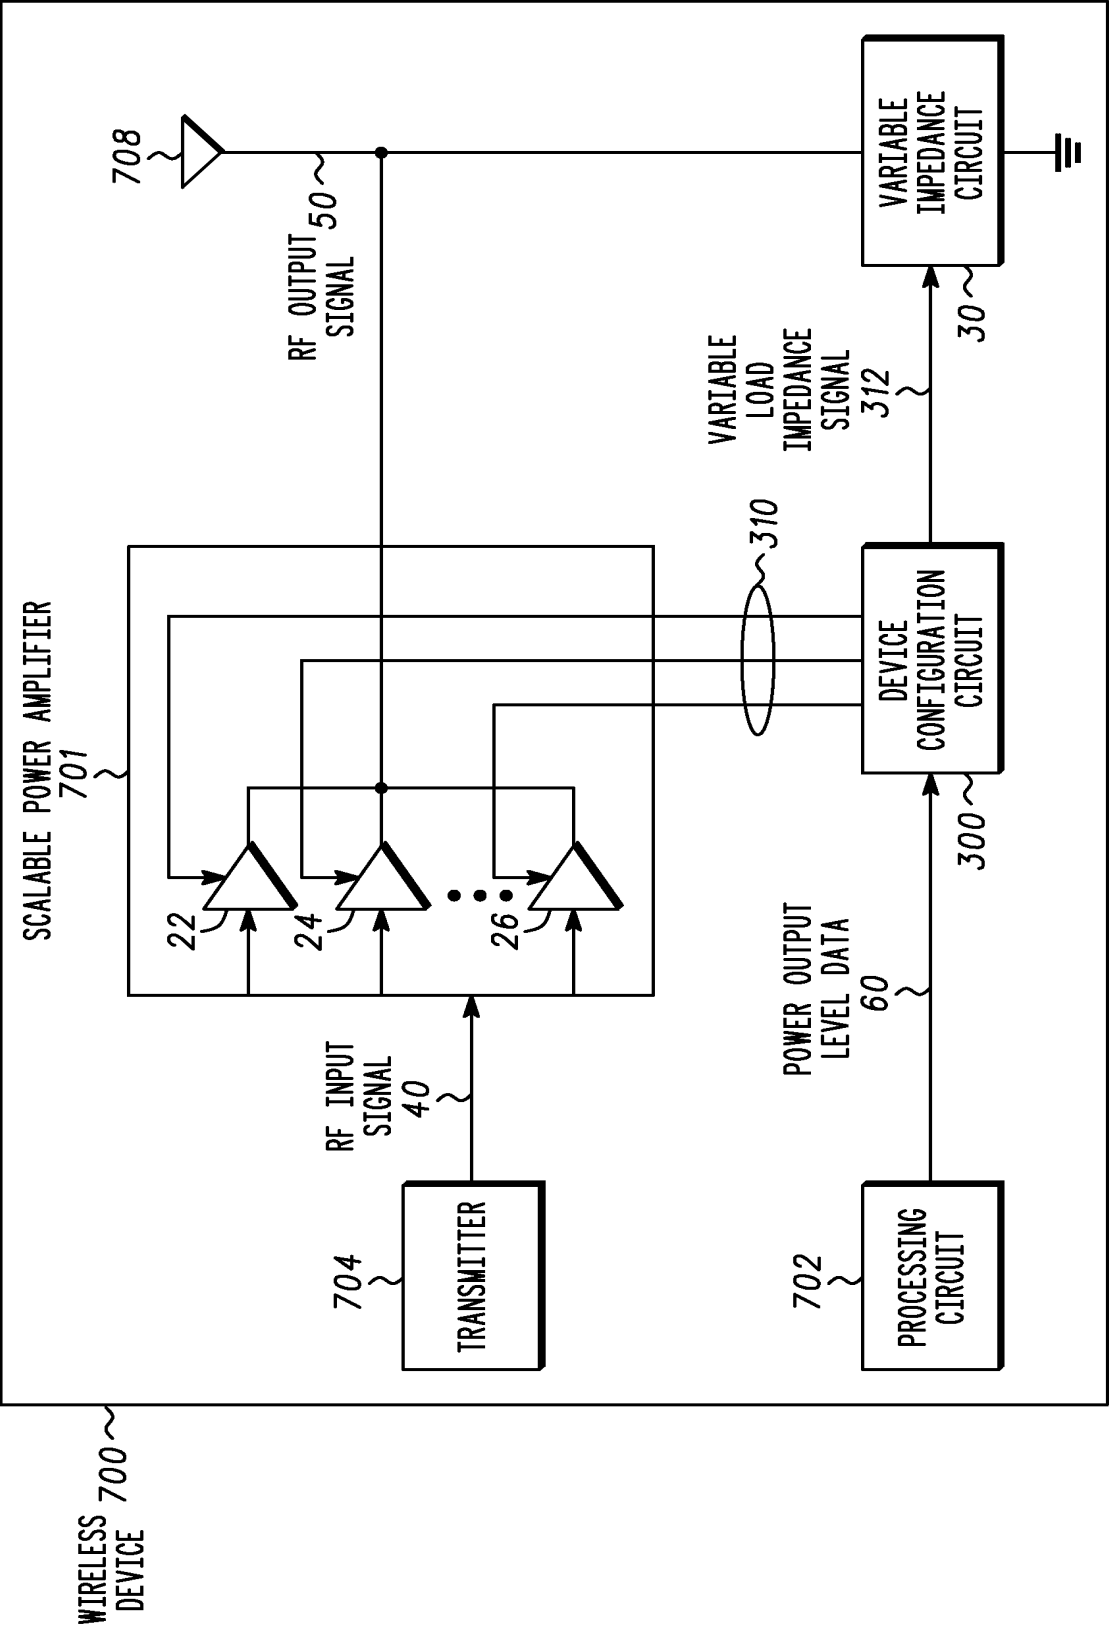 WIRELESS
DEVICE
700
SCALABLE POWER AMPLIFIER
701
708
RF OUTPUT
SIGNAL
50
22
24
26
RF INPUT
SIGNAL
40
704
TRANSMITTER
310
VARIABLE
LOAD
IMPEDANCE
SIGNAL
312
POWER OUTPUT
LEVEL DATA
60
702
PROCESSING
CIRCUIT
DEVICE
CONFIGURATION
CIRCUIT
300
VARIABLE
IMPEDANCE
CIRCUIT
30